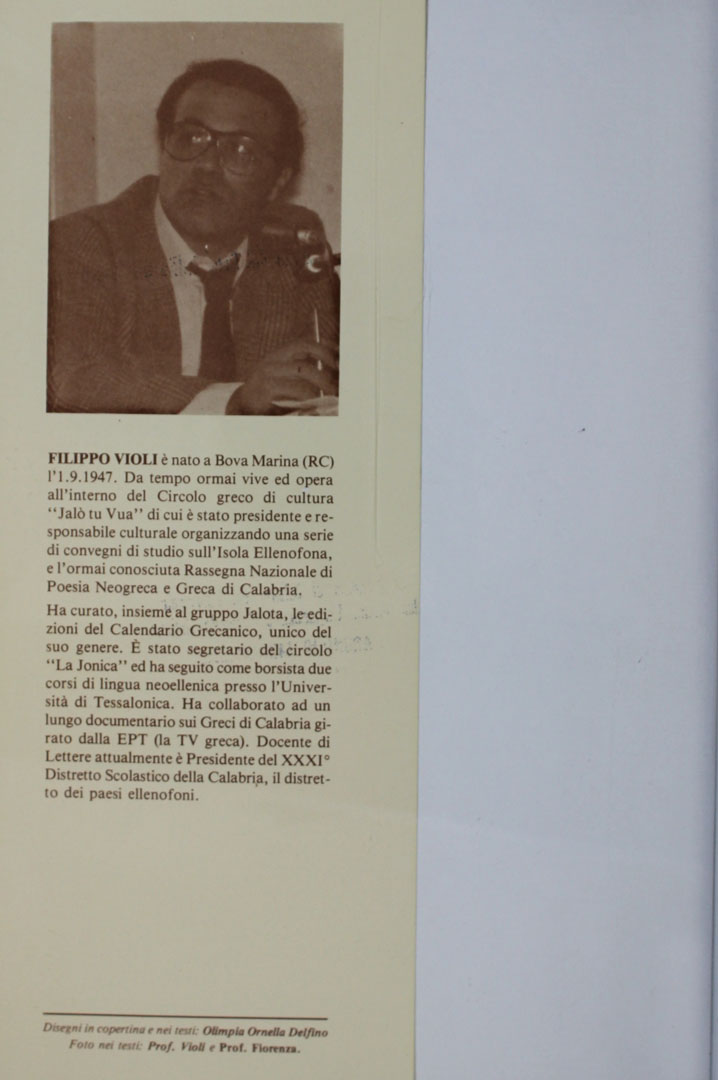 FILIPPO VIOLI è nato a Bova Marina (RC)
l'1.9.1947. Da tempo ormai vive ed opera
all'interno del Circolo greco di cultura
"Jalò tu Vua" di cui è stato presidente e re-
sponsabile culturale organizzando una serie
di convegni di studio sull'Isola Ellenofona,
e l'ormai conosciuta Rassegna Nazionale di
Poesia Neogreca e Greca di Calabria.
Ha curato, insieme al gruppo Jalota, le edi-
zioni del Calendario Grecanico, unico del
suo genere. È stato segretario del circolo
"La Jonica" ed ha seguito come borsista due
corsi di lingua neoellenica presso l'Univer-
sità di Tessalonica. Ha collaborato ad un
lungo documentario sui Greci di Calabria gi-
rato dalla EPT (la TV greca). Docente di
Lettere attualmente è Presidente del XXXI°
Distretto Scolastico della Calabria, il distret-
to dei paesi ellenofoni.
Disegni in copertina e nei testi: Olimpia Ornella Delfino
Foto nei testi: Prof. Violi e Prof. Fiorenza.